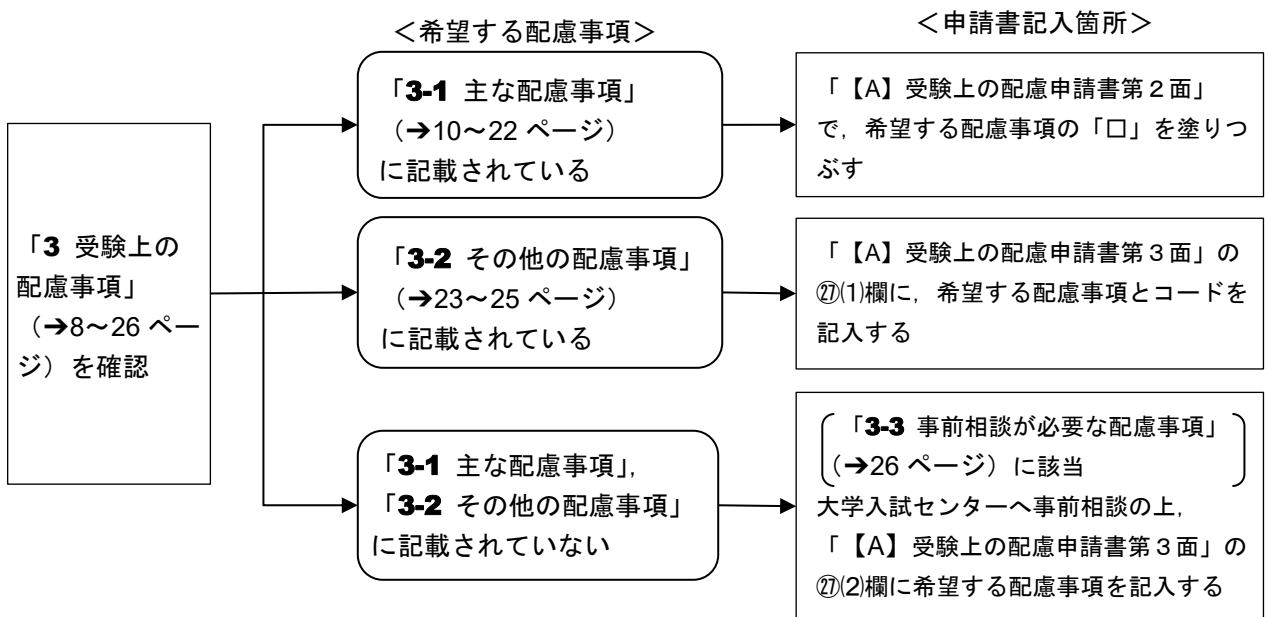 ＜希望する配慮事項＞
＜申請書記入箇所＞
「3 受験上の
配慮事項」
（➔8～26 ペー
ジ）を確認
「3-1 主な配慮事項」
（➔10～22 ページ）
に記載されている
「【A】受験上の配慮申請書第２面」
で，希望する配慮事項の「□」を塗りつ
ぶす
「3-2 その他の配慮事項」
（➔23～25 ページ）
に記載されている
「【A】受験上の配慮申請書第３面」の
㉗⑴欄に，希望する配慮事項とコードを
記入する
「3-1 主な配慮事項」，
「3-2 その他の配慮事項」
に記載されていない
「3-3 事前相談が必要な配慮事項」
（➔26 ページ）に該当
大学入試センターへ事前相談の上，
「【A】受験上の配慮申請書第３面」の
㉗⑵欄に希望する配慮事項を記入する